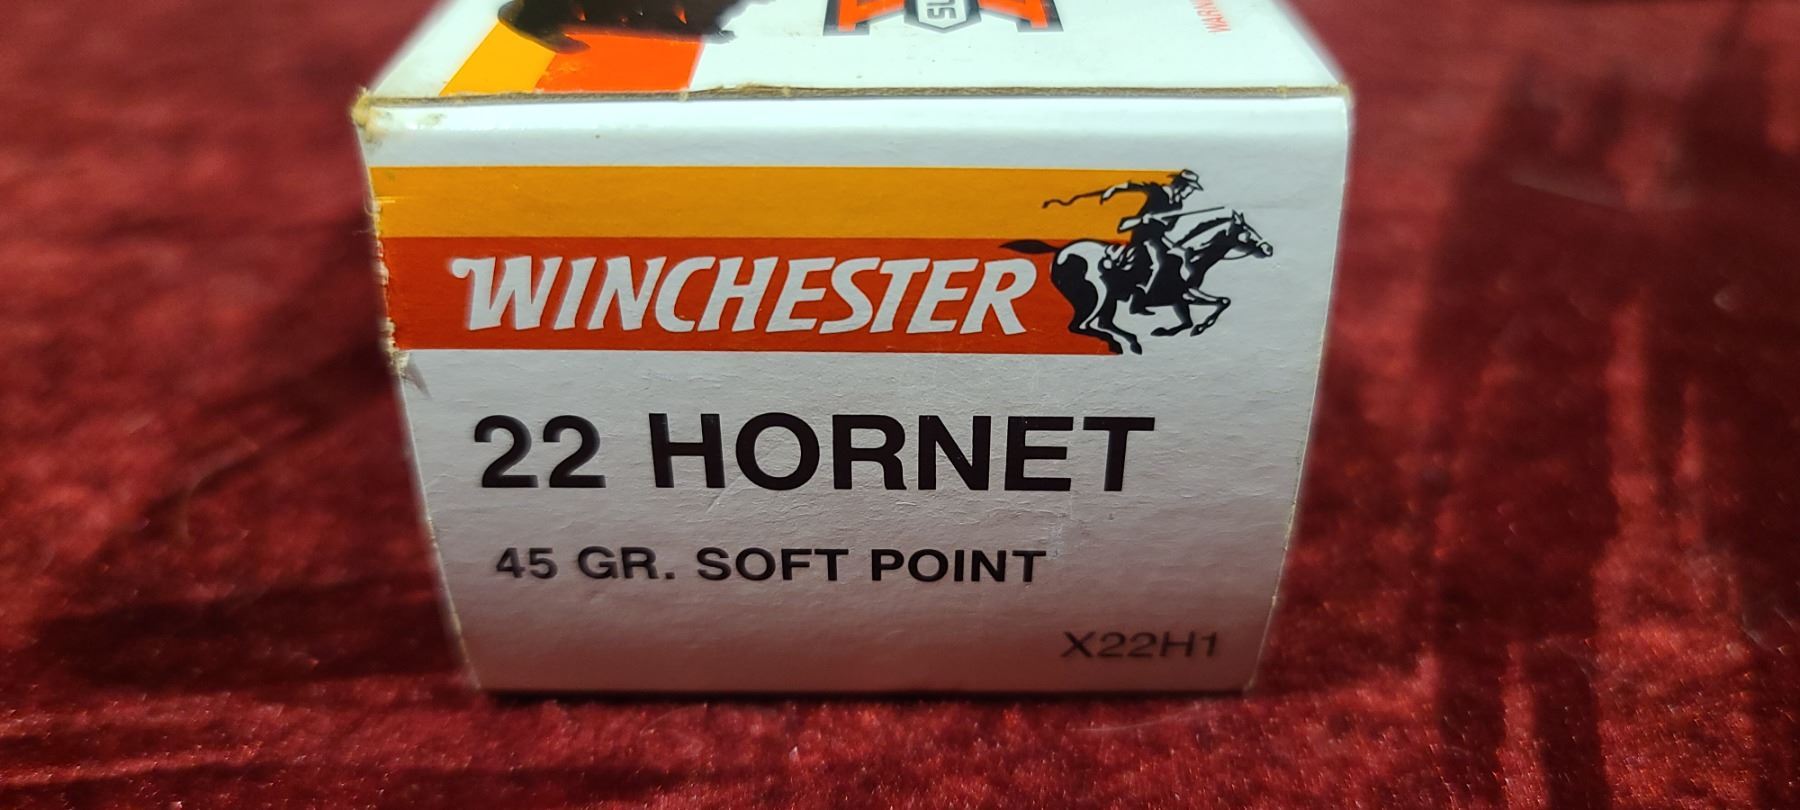 WINCHESTER
22 HORNET
45 GR. SOFT POINT
X22H1